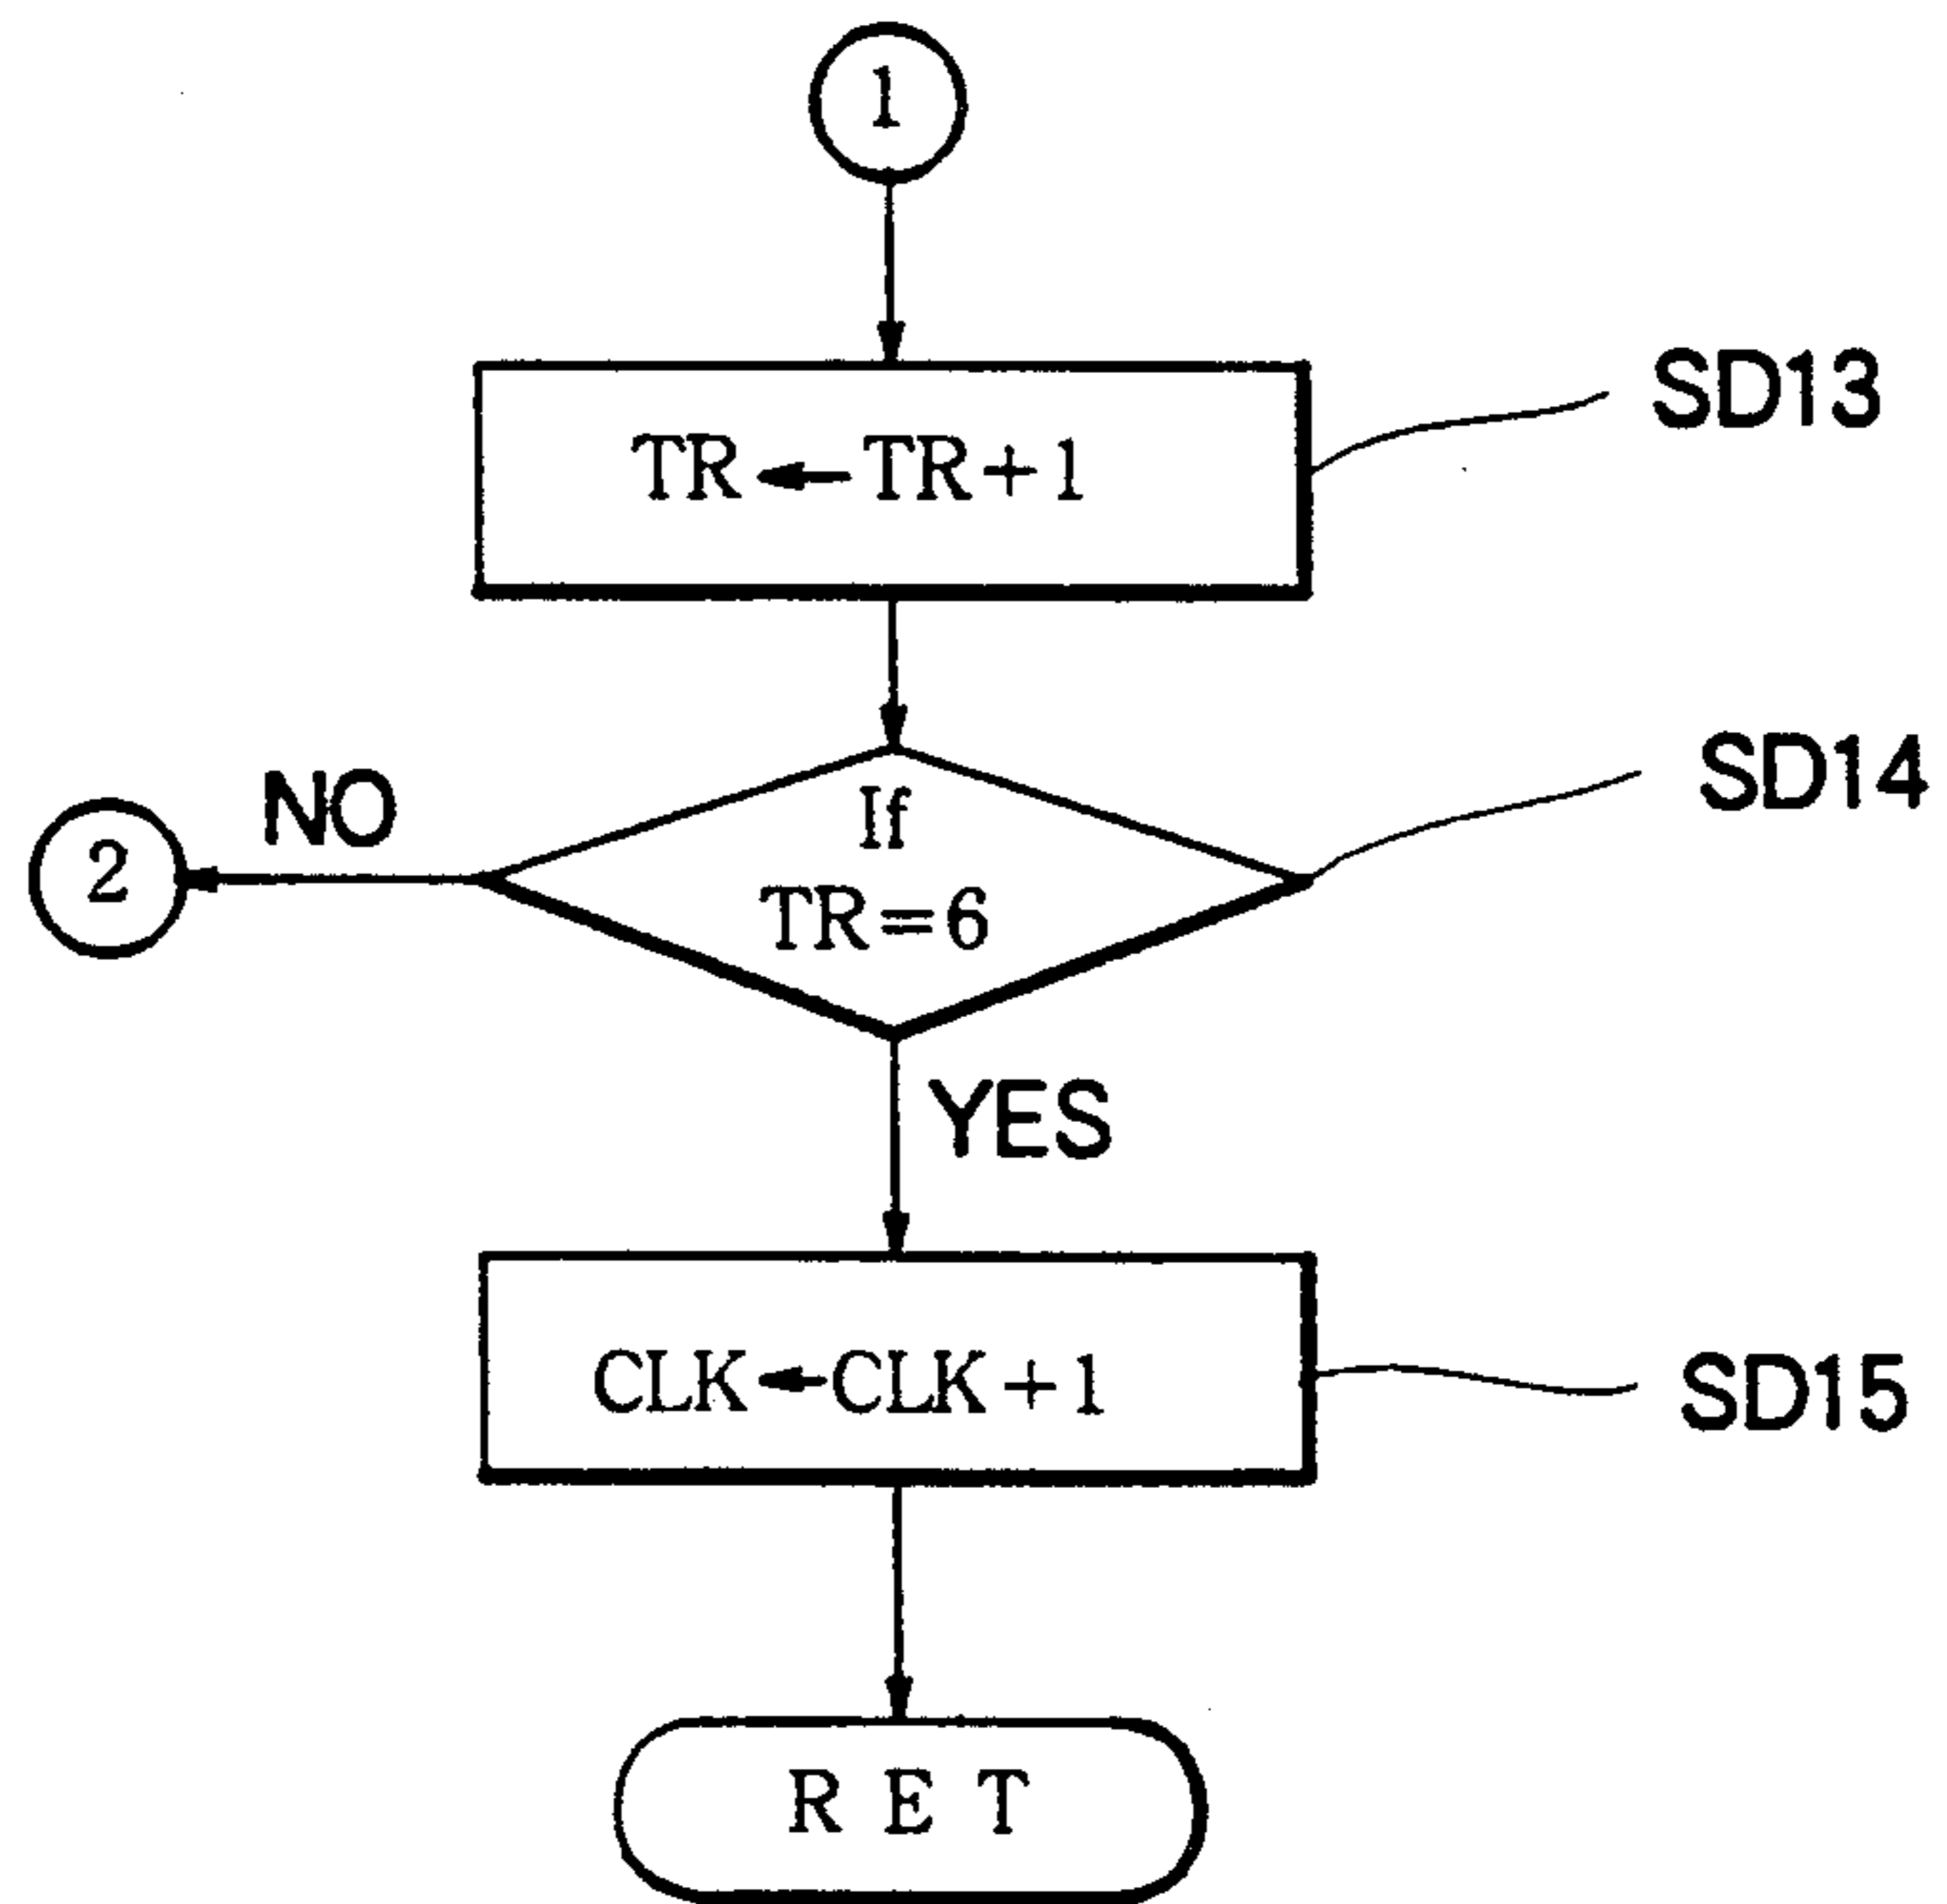 1
TR←TR+1
SD13
If
TR=6
SD14
NO
2
YES
CLK←CLK+1
SD15
RET